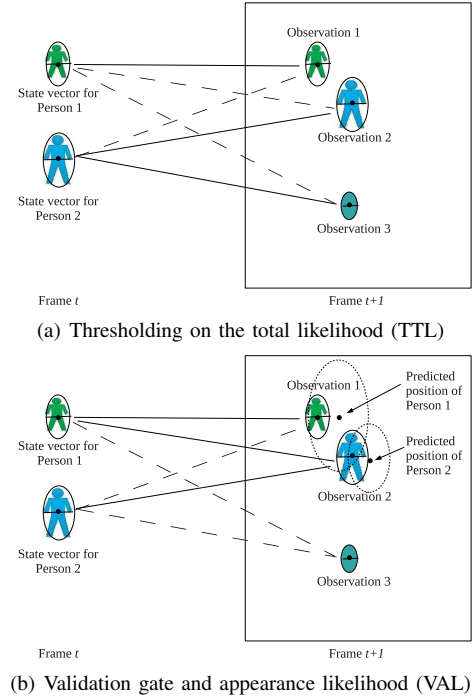 Observation 1
State vector for
Person 1
Observation 2
State vector for
Person 2
Observation 3
Frame t
Frame t+1
(a) Thresholding on the total likelihood (TTL)
Observation 1
Predicted
position of
Person 1
State vector for
Person 1
Predicted
position of
Person 2
Observation 2
State vector for
Person 2
Observation 3
Frame t
Frame t+1
(b) Validation gate and appearance likelihood (VAL)